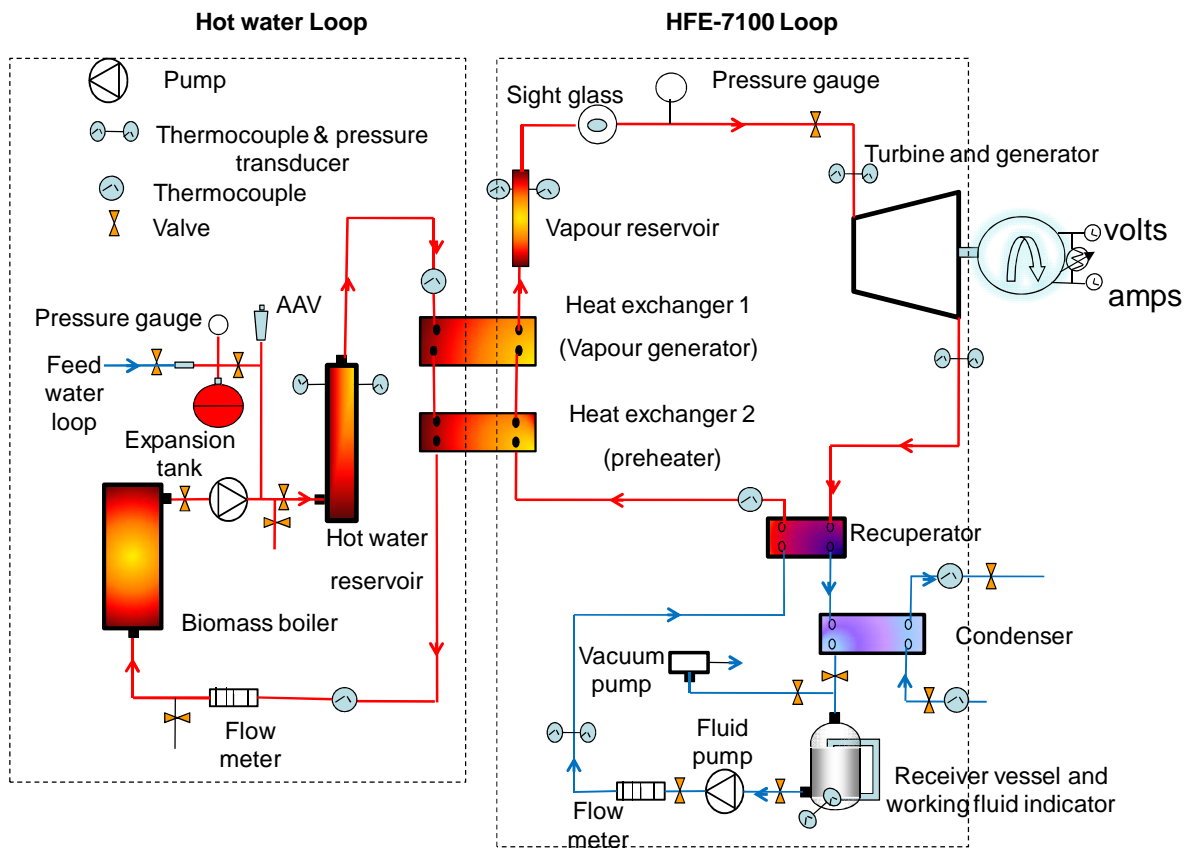 Hot water Loop
HFE-7100 Loop
Pump
Thermocouple & pressure
transducer
Thermocouple
Valve
Pressure gauge
AAV
Feed
water
loop
Expansion
tank
Hot water
reservoir
Biomass boiler
Flow
meter
Sight glass
Pressure gauge
Turbine and generator
Vapour reservoir
volts
amps
Heat exchanger 1
(Vapour generator)
Heat exchanger 2
(preheater)
Recuperator
Condenser
Vacuum
pump
Fluid
pump
Flow
meter
Receiver vessel and
working fluid indicator